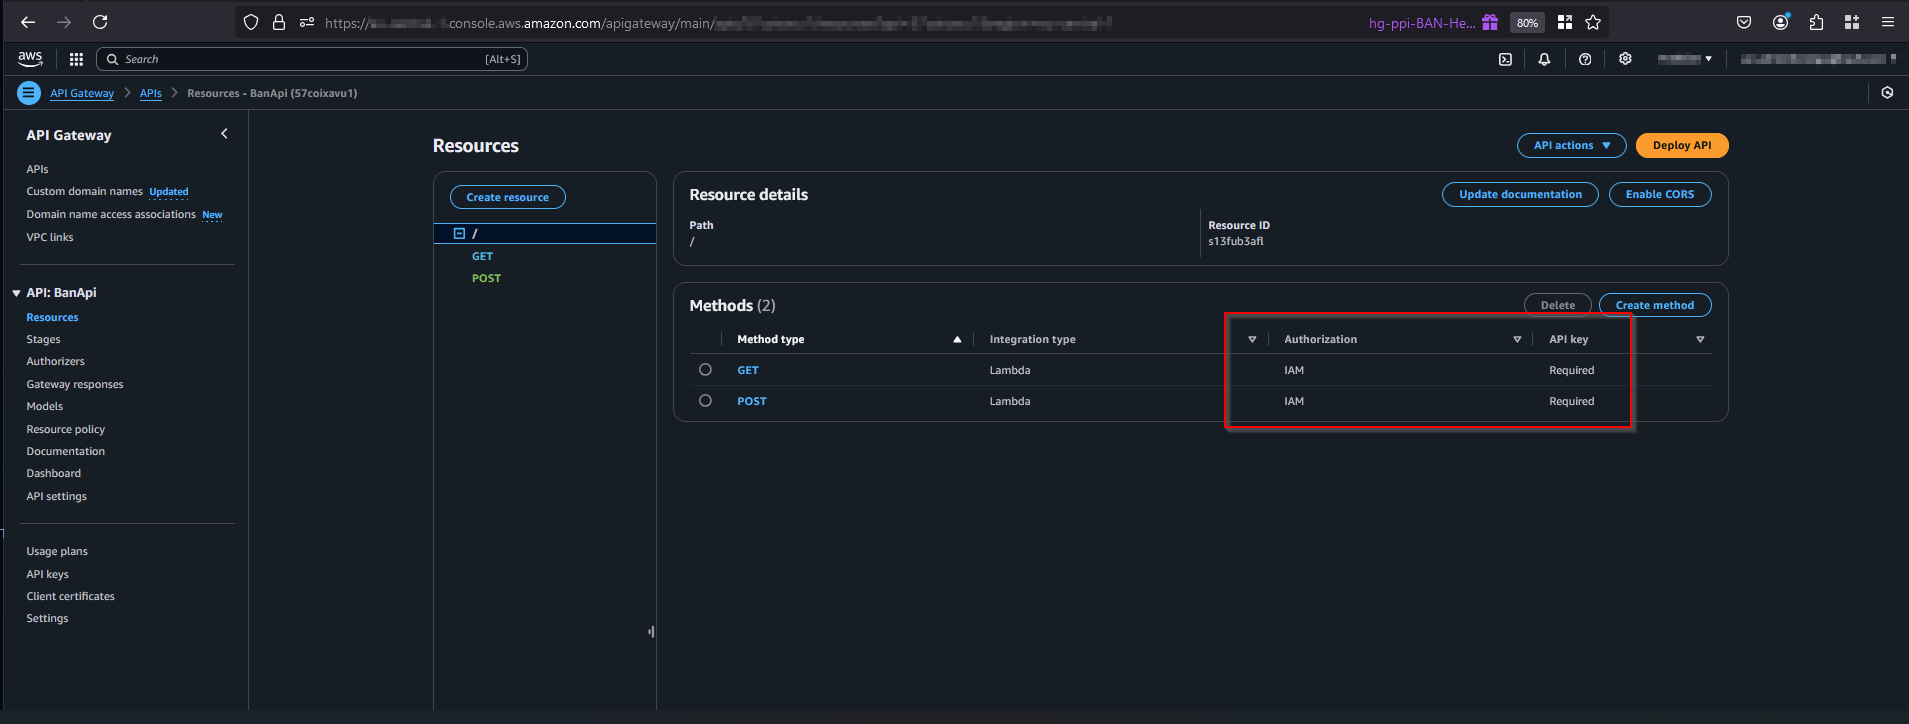 https://
console.aws.amazon.com/apigateway/main/
hg-ppi-BAN-He...
80%
aws
Search
[Alt+S]
API Gateway > APIs > Resources - BanApi (57coixavu1)
API Gateway
APIs
Custom domain names Updated
Domain name access associations New
VPC links
API: BanApi
Resources
Stages
Authorizers
Gateway responses
Models
Resource policy
Documentation
Dashboard
API settings
Usage plans
API keys
Client certificates
Settings
Resources
API actions
Deploy API
Create resource
/
GET
POST
Resource details
Update documentation
Enable CORS
Path
/
Resource ID
s13fub3afl
Methods (2)
Delete
Create method
Method type Integration type Authorization API key
GET Lambda IAM Required
POST Lambda IAM Required